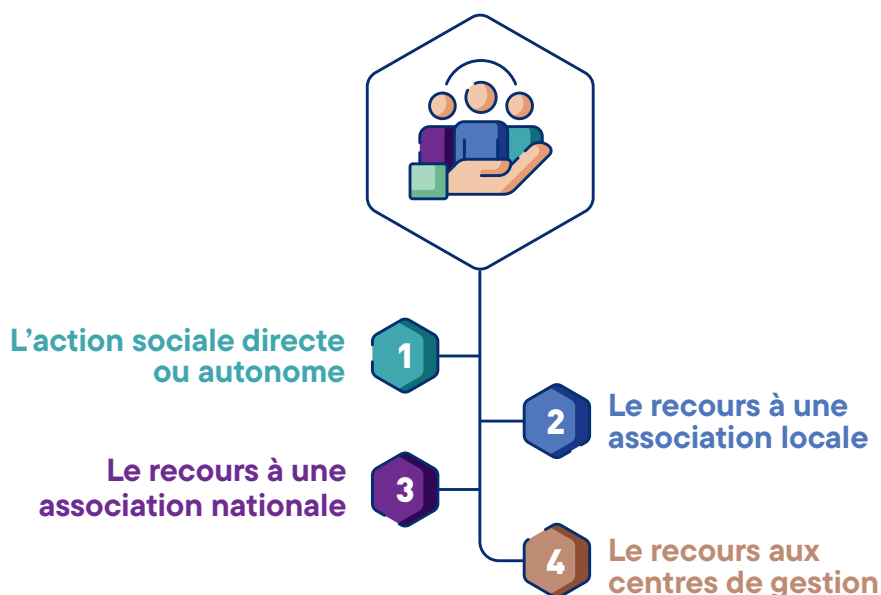 L'action sociale directe
ou autonome
1
2
Le recours à une
association locale
Le recours à une
association nationale
3
4
Le recours aux
centres de gestion